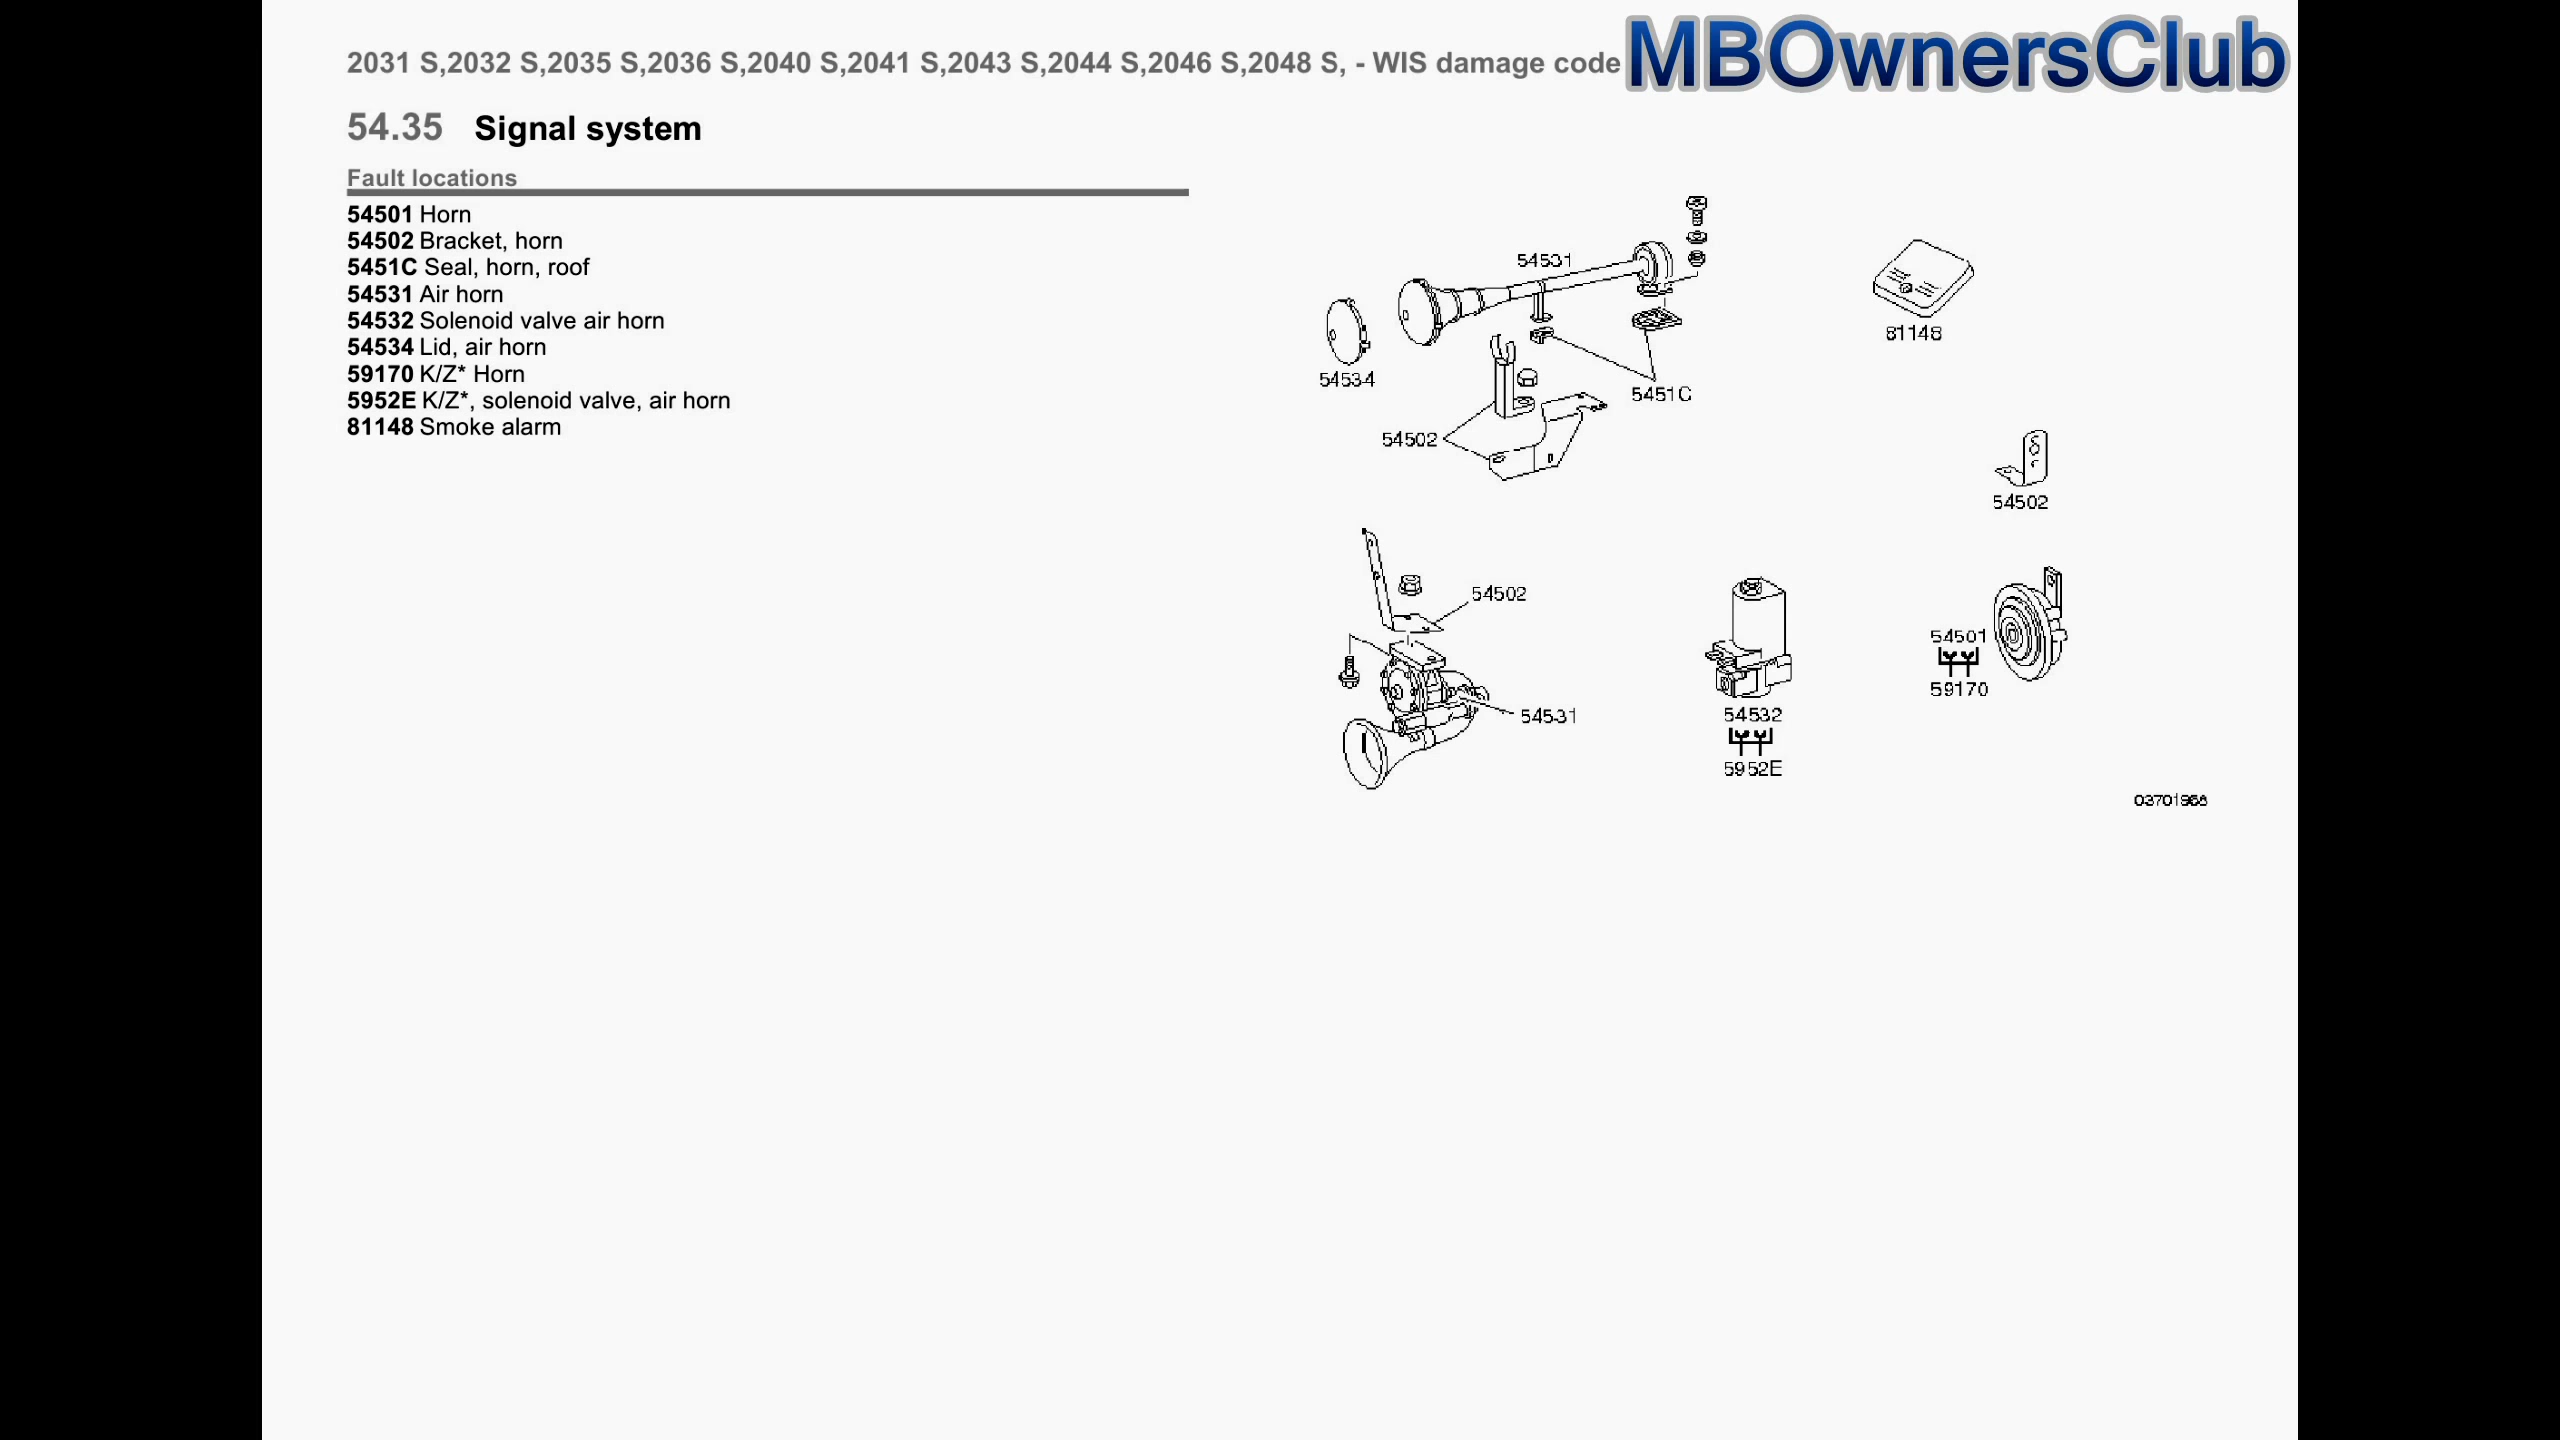 2031 S,2032 S,2035 S,2036 S,2040 S,2041 S,2043 S,2044 S,2046 S,2048 S, - WIS damage code
MBOwnersClub
54.35 Signal system
Fault locations
54501 Horn
54502 Bracket, horn
5451C Seal, horn, roof
54531 Air horn
54532 Solenoid valve air horn
54534 Lid, air horn
59170 K/Z* Horn
5952E K/Z*, solenoid valve, air horn
81148 Smoke alarm
54531
81148
54534
5451C
54502
54502
54502
54501
59170
54531
54532
5952E